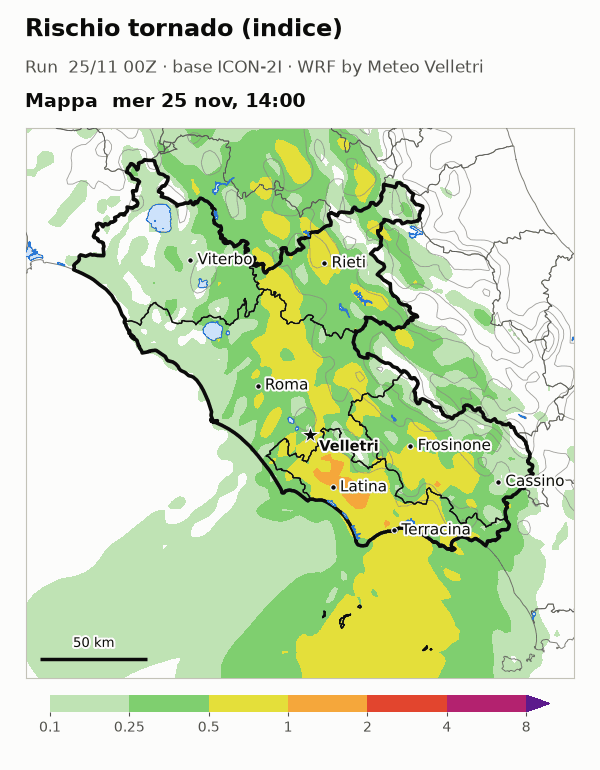 Rischio tornado (indice)
Run  25/11 00Z · base ICON-2I · WRF by Meteo Velletri
Mappa  mer 25 nov, 14:00
Viterbo
Rieti
Roma
Velletri
Frosinone
Cassino
Latina
Terracina
50 km
0.1 0.25 0.5 1 2 4 8